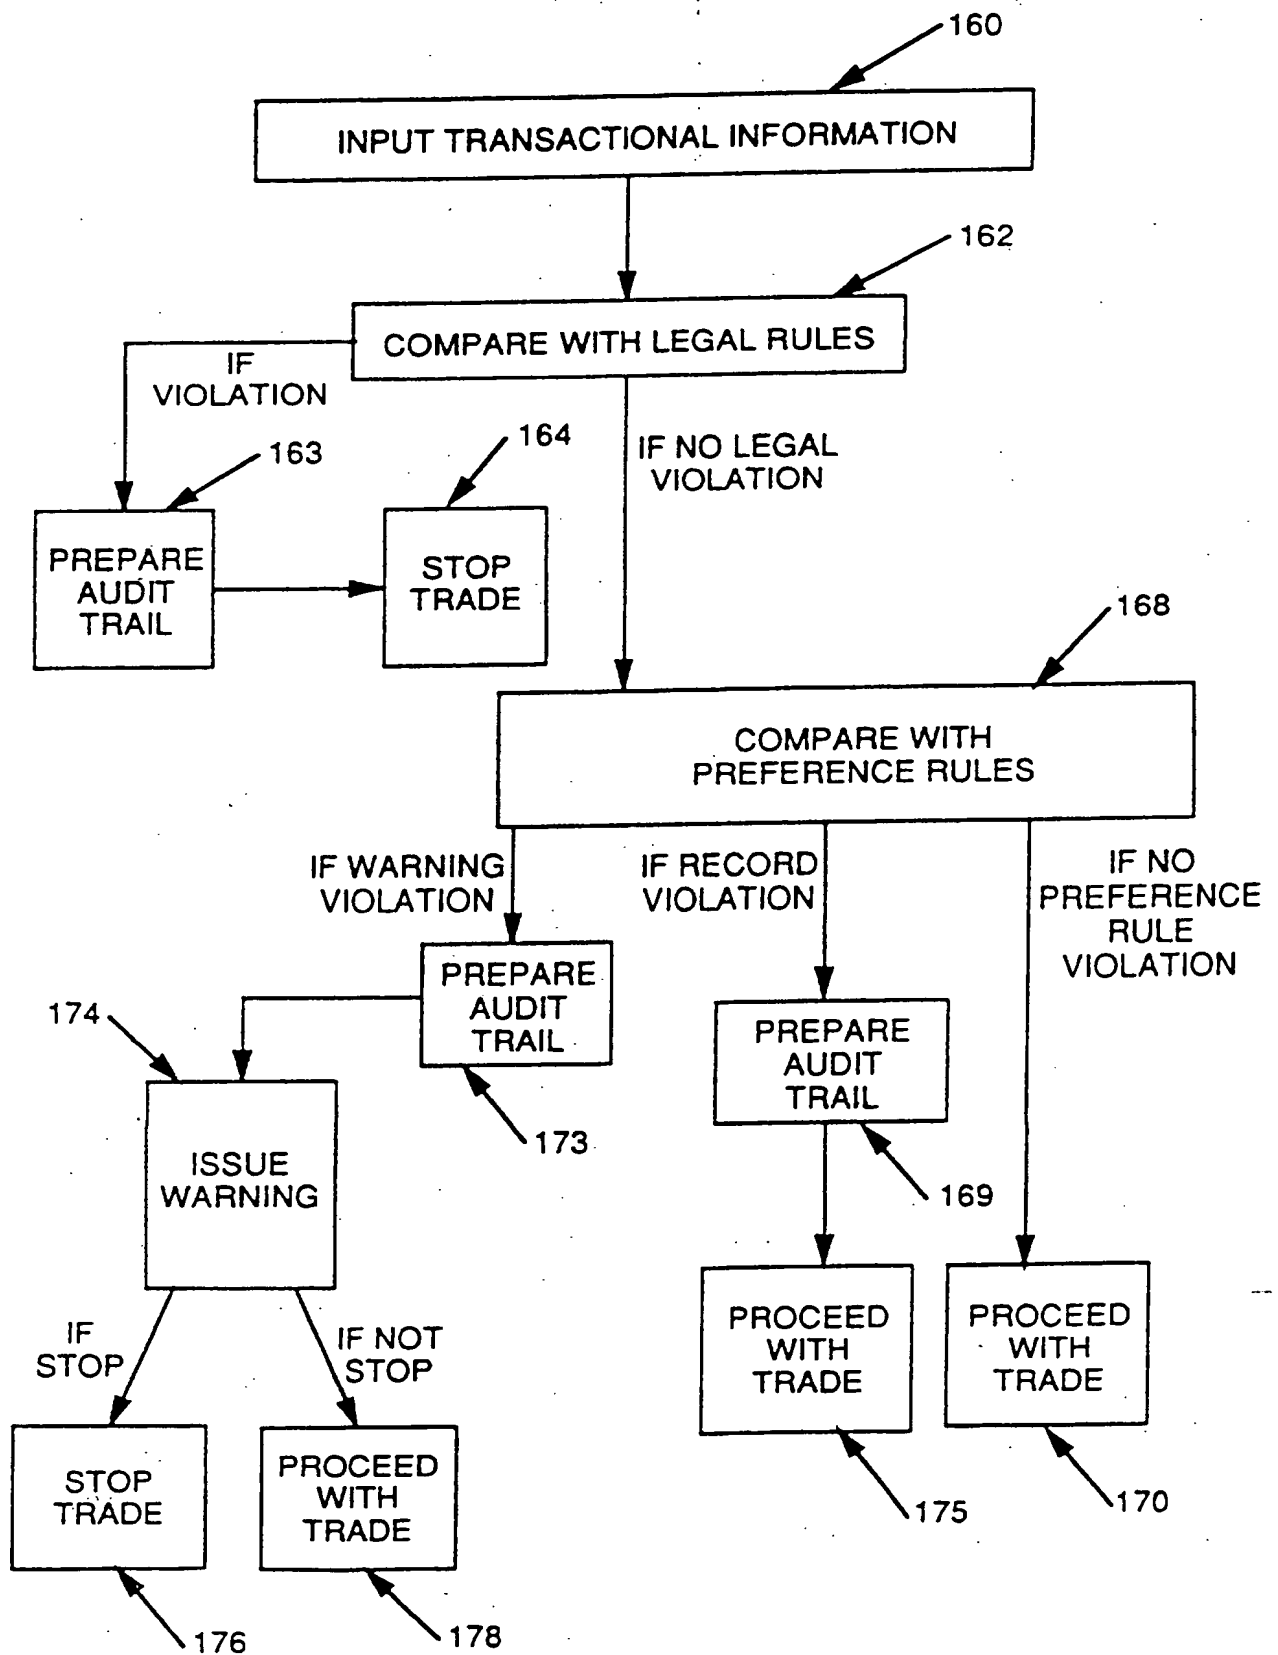 160
INPUT TRANSACTIONAL INFORMATION
162
COMPARE WITH LEGAL RULES
IF
VIOLATION
163
164
IF NO LEGAL
VIOLATION
PREPARE
AUDIT
TRAIL
STOP
TRADE
168
COMPARE WITH
PREFERENCE RULES
IF WARNING
VIOLATION
IF RECORD
VIOLATION
IF NO
PREFERENCE
RULE
VIOLATION
PREPARE
AUDIT
TRAIL
174
173
PREPARE
AUDIT
TRAIL
169
ISSUE
WARNING
IF
STOP
IF NOT
STOP
PROCEED
WITH
TRADE
PROCEED
WITH
TRADE
STOP
TRADE
PROCEED
WITH
TRADE
175
170
176
178